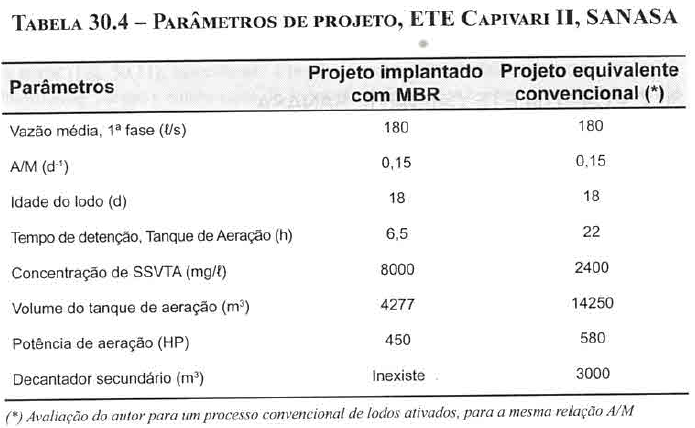 TABELA 30.4 – PARÂMETROS DE PROJETO, ETE CAPIVARI II, SANASA
Parâmetros Projeto implantado com MBR Projeto equivalente convencional (*)
Vazão média, 1ª fase (ℓ/s) 180 180
A/M (d⁻¹) 0,15 0,15
Idade do lodo (d) 18 18
Tempo de detenção, Tanque de Aeração (h) 6,5 22
Concentração de SSVTA (mg/ℓ) 8000 2400
Volume do tanque de aeração (m³) 4277 14250
Potência de aeração (HP) 450 580
Decantador secundário (m³) Inexiste 3000
(*) Avaliação do autor para um processo convencional de lodos ativados, para a mesma relação A/M